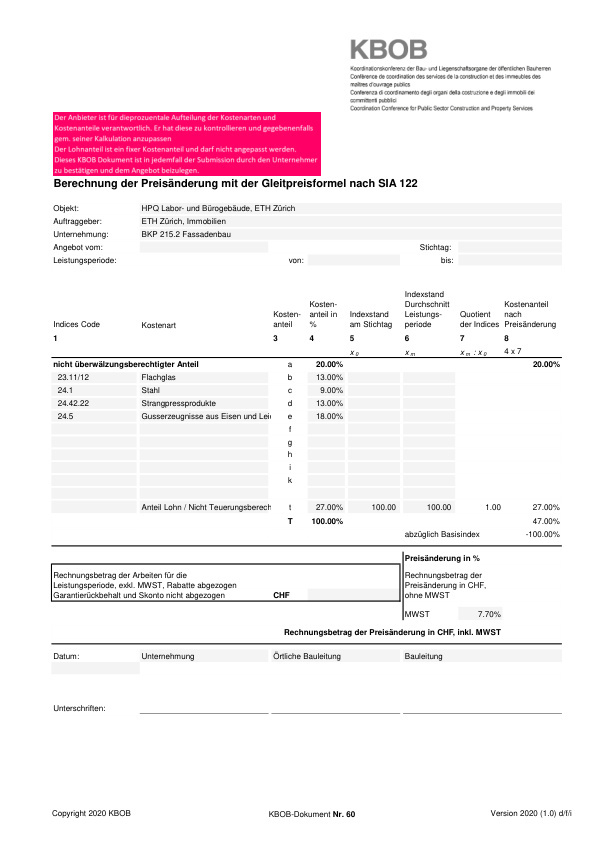 KBOB
Koordinationskonferenz der Bau- und Liegenschaftsorgane der öffentlichen Bauherren
Conférence de coordination des services de la construction et des immeubles des
maîtres d'ouvrage publics
Conferenza di coordinamento degli organi della costruzione e degli immobili dei
committenti pubblici
Coordination Conference for Public Sector Construction and Property Services
Der Anbieter ist für dieprozuentale Aufteilung der Kostenarten und
Kostenanteile verantwortlich. Er hat diese zu kontrollieren und gegebenenfalls
gem. seiner Kalkulation anzupassen
Der Lohnanteil ist ein fixer Kostenanteil und darf nicht angepasst werden.
Dieses KBOB Dokument ist in jedemfall der Submission durch den Unternehmer
zu bestätigen und dem Angebot beizulegen.
Berechnung der Preisänderung mit der Gleitpreisformel nach SIA 122
Objekt: HPQ Labor- und Bürogebäude, ETH Zürich
Auftraggeber: ETH Zürich, Immobilien
Unternehmung: BKP 215.2 Fassadenbau
Angebot vom: Stichtag:
Leistungsperiode: von: bis:
Indices Code Kostenart Kosten-anteil Kosten-anteil in % Indexstand am Stichtag Indexstand Durchschnitt Leistungs-periode Quotient der Indices Kostenanteil nach Preisänderung
1 3 4 5 6 7 8
x 0 x m x m : x 0 4 x 7
nicht überwälzungsberechtigter Anteil a 20.00% 20.00%
23.11/12 Flachglas b 13.00%
24.1 Stahl c 9.00%
24.42.22 Strangpressprodukte d 13.00%
24.5 Gusserzeugnisse aus Eisen und Lei e 18.00%
f
g
h
i
k
Anteil Lohn / Nicht Teuerungsberech t 27.00% 100.00 100.00 1.00 27.00%
T 100.00% 47.00%
abzüglich Basisindex -100.00%
Preisänderung in %
Rechnungsbetrag der Arbeiten für die
Leistungsperiode, exkl. MWST, Rabatte abgezogen
Garantierückbehalt und Skonto nicht abgezogen CHF
Rechnungsbetrag der
Preisänderung in CHF,
ohne MWST
MWST 7.70%
Rechnungsbetrag der Preisänderung in CHF, inkl. MWST
Datum: Unternehmung Örtliche Bauleitung Bauleitung
Unterschriften:
Copyright 2020 KBOB KBOB-Dokument Nr. 60 Version 2020 (1.0) d/f/i